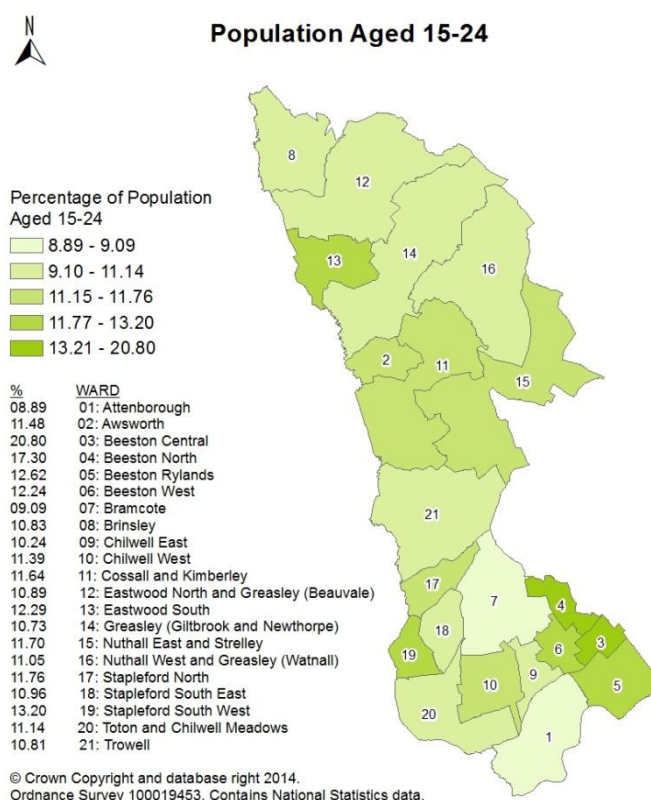 N
Population Aged 15-24
Percentage of Population
Aged 15-24
8.89 - 9.09
9.10 - 11.14
11.15 - 11.76
11.77 - 13.20
13.21 - 20.80
% WARD
08.89 01: Attenborough
11.48 02: Awsworth
20.80 03: Beeston Central
17.30 04: Beeston North
12.62 05: Beeston Rylands
12.24 06: Beeston West
09.09 07: Bramcote
10.83 08: Brinsley
10.24 09: Chilwell East
11.39 10: Chilwell West
11.64 11: Cossall and Kimberley
10.89 12: Eastwood North and Greasley (Beauvale)
12.29 13: Eastwood South
10.73 14: Greasley (Giltbrook and Newthorpe)
11.70 15: Nuthall East and Strelley
11.05 16: Nuthall West and Greasley (Watnall)
11.76 17: Stapleford North
10.96 18: Stapleford South East
13.20 19: Stapleford South West
11.14 20: Toton and Chilwell Meadows
10.81 21: Trowell
© Crown Copyright and database right 2014.
Ordnance Survey 100019453. Contains National Statistics data.
8
12
14
13
16
2
11
15
21
17
7
4
18
6
3
19
9
10
5
20
1